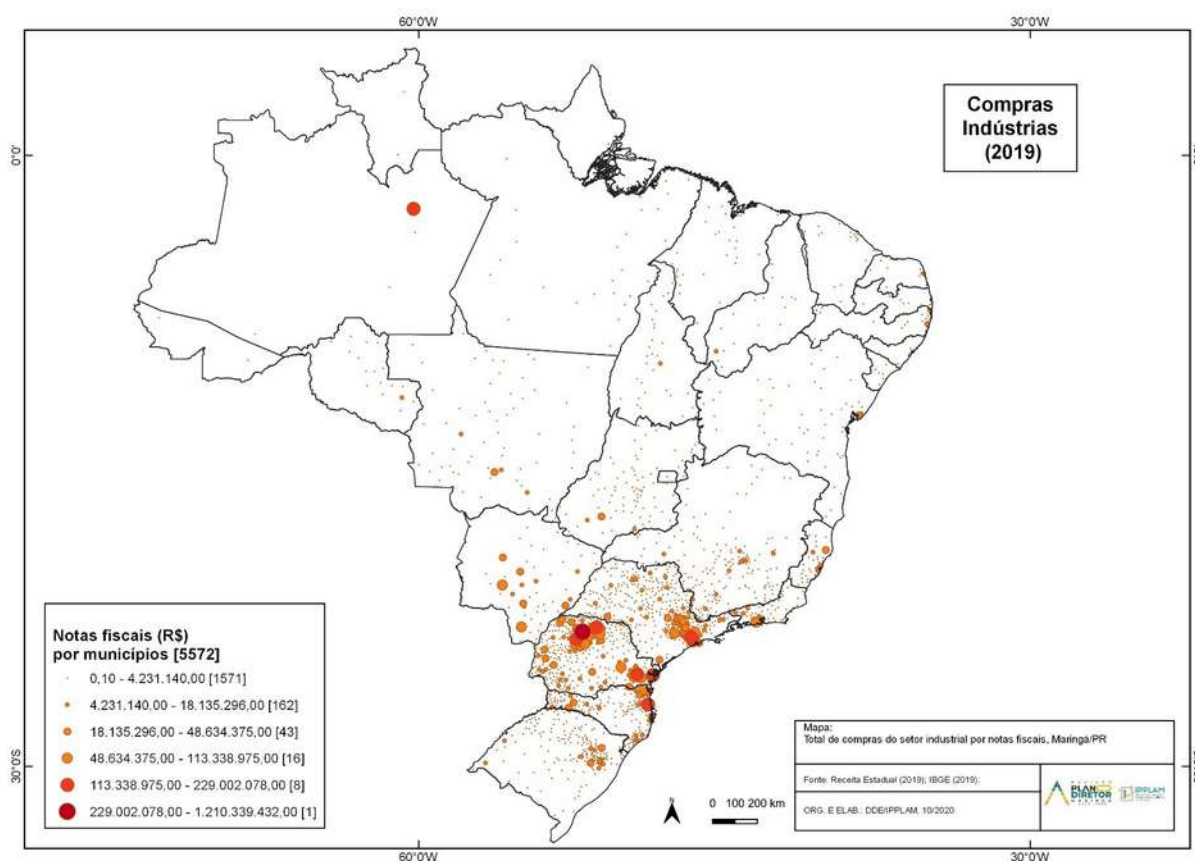 60°W
30°W
Compras
Indústrias
(2019)
0°0'
Notas fiscais (R$)
por municípios [5572]
0,10 - 4.231.140,00 [1571]
4.231.140,00 - 18.135.296,00 [162]
18.135.296,00 - 48.634.375,00 [43]
48.634.375,00 - 113.338.975,00 [16]
113.338.975,00 - 229.002.078,00 [8]
229.002.078,00 - 1.210.339.432,00 [1]
30°0'S
0 100 200 km
Mapa:
Total de compras do setor industrial por notas fiscais, Maringá/PR
Fonte: Receita Estadual (2019); IBGE (2019).
ORG. E ELAB.: DDE/IPPLAM, 10/2020.
PLANO
DIRETOR
IPPLAM
60°W
30°W